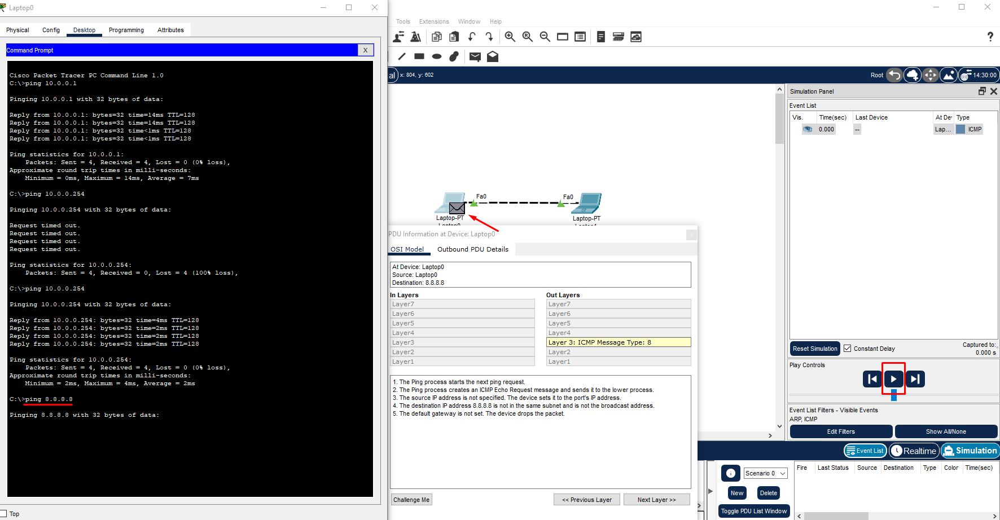 Laptop0
Physical Config Desktop Programming Attributes
Command Prompt X
Cisco Packet Tracer PC Command Line 1.0
C:\>ping 10.0.0.1
Pinging 10.0.0.1 with 32 bytes of data:
Reply from 10.0.0.1: bytes=32 time=14ms TTL=128
Reply from 10.0.0.1: bytes=32 time=14ms TTL=128
Reply from 10.0.0.1: bytes=32 time<1ms TTL=128
Reply from 10.0.0.1: bytes=32 time<1ms TTL=128
Ping statistics for 10.0.0.1:
Packets: Sent = 4, Received = 4, Lost = 0 (0% loss),
Approximate round trip times in milli-seconds:
Minimum = 0ms, Maximum = 14ms, Average = 7ms
C:\>ping 10.0.0.254
Pinging 10.0.0.254 with 32 bytes of data:
Request timed out.
Request timed out.
Request timed out.
Request timed out.
Ping statistics for 10.0.0.254:
Packets: Sent = 4, Received = 0, Lost = 4 (100% loss),
C:\>ping 10.0.0.254
Pinging 10.0.0.254 with 32 bytes of data:
Reply from 10.0.0.254: bytes=32 time=4ms TTL=128
Reply from 10.0.0.254: bytes=32 time=2ms TTL=128
Reply from 10.0.0.254: bytes=32 time=2ms TTL=128
Reply from 10.0.0.254: bytes=32 time=2ms TTL=128
Ping statistics for 10.0.0.254:
Packets: Sent = 4, Received = 4, Lost = 0 (0% loss),
Approximate round trip times in milli-seconds:
Minimum = 2ms, Maximum = 4ms, Average = 2ms
C:\>ping 8.8.8.8
Pinging 8.8.8.8 with 32 bytes of data:
Top
Tools Extensions Window Help
?
al x: 804, y: 602
Root 14:30:00
Fa0 Fa0
Laptop-PT Laptop-PT
PDU Information at Device: Laptop0
OSI Model Outbound PDU Details
At Device: Laptop0
Source: Laptop0
Destination: 8.8.8.8
In Layers Out Layers
Layer7 Layer7
Layer6 Layer6
Layer5 Layer5
Layer4 Layer4
Layer3 Layer 3: ICMP Message Type: 8
Layer2 Layer2
Layer1 Layer1
1. The Ping process starts the next ping request.
2. The Ping process creates an ICMP Echo Request message and sends it to the lower process.
3. The source IP address is not specified. The device sets it to the port's IP address.
4. The destination IP address 8.8.8.8 is not in the same subnet and is not the broadcast address.
5. The default gateway is not set. The device drops the packet.
Challenge Me << Previous Layer Next Layer >>
Simulation Panel
Event List
Vis. Time(sec) Last Device At Dev Type
0.000 -- Lap... ICMP
Reset Simulation Constant Delay Captured to:
0.000 s
Play Controls
Event List Filters - Visible Events
ARP, ICMP
Edit Filters Show All/None
Event List Realtime Simulation
Scenario 0
New Delete
Toggle PDU List Window
Fire Last Status Source Destination Type Color Time(sec)